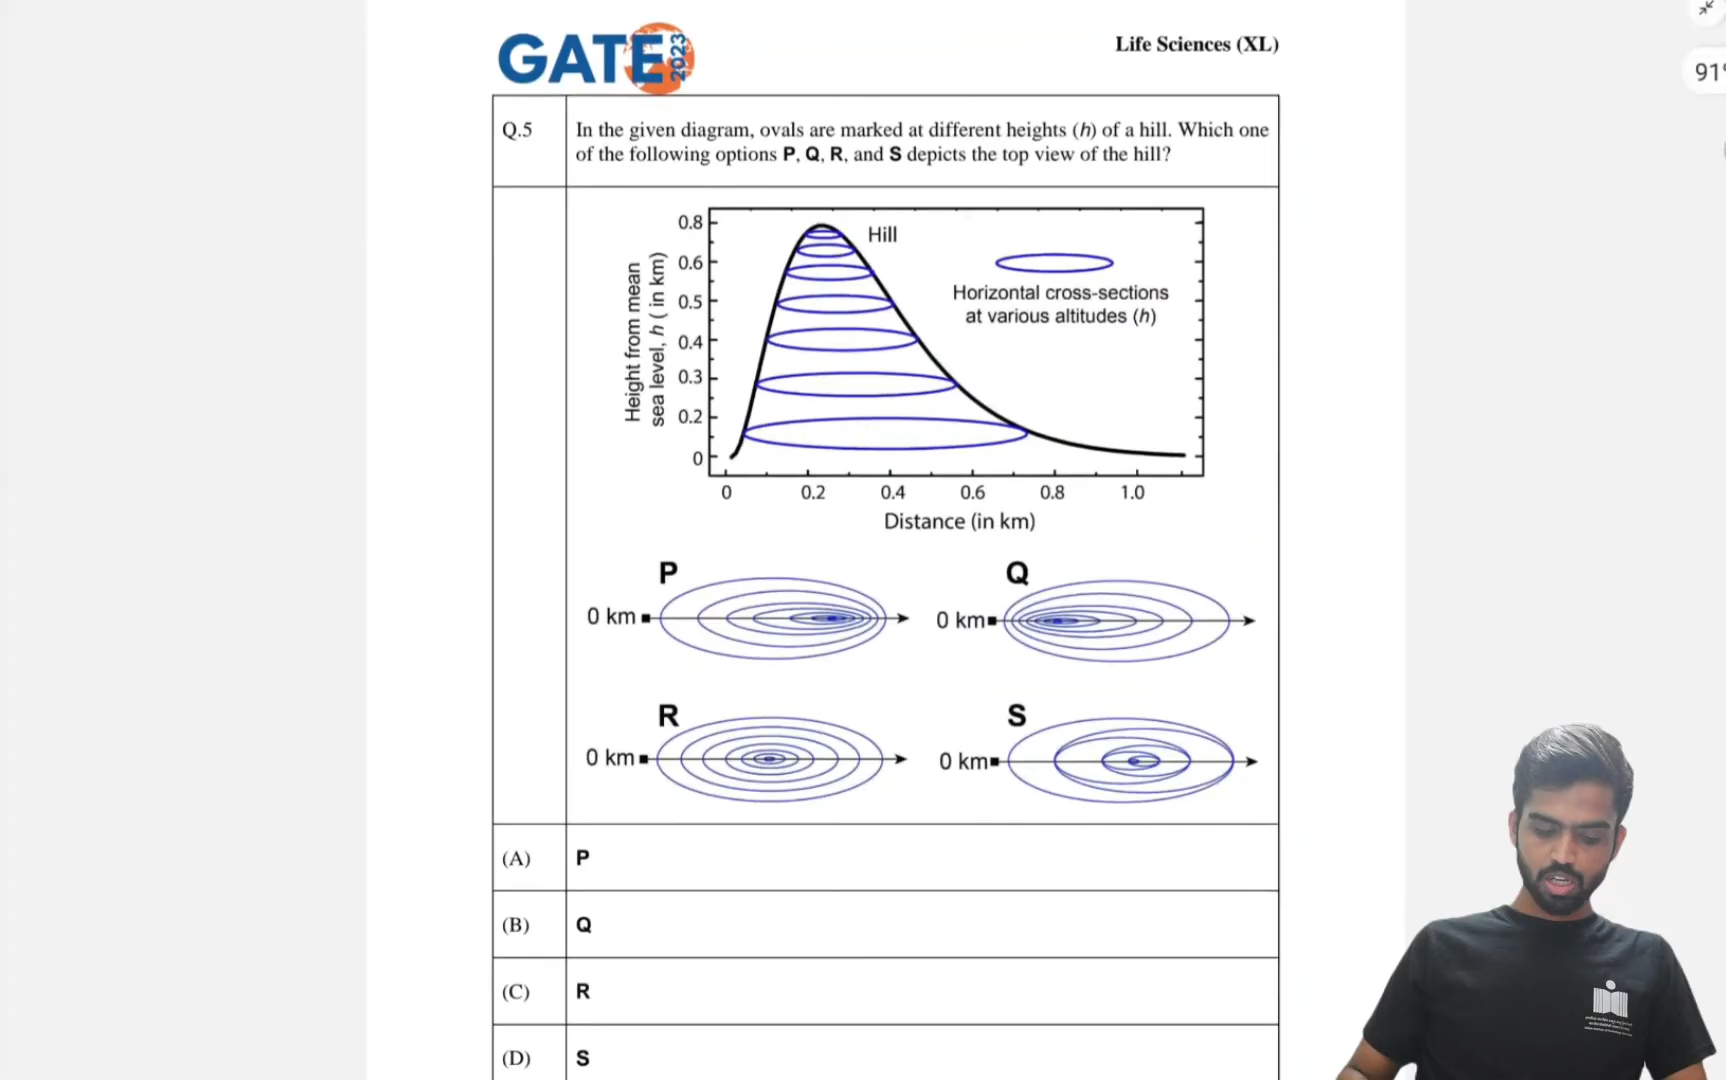 GATE 2023
Life Sciences (XL)
91
Q.5
In the given diagram, ovals are marked at different heights (h) of a hill. Which one
of the following options P, Q, R, and S depicts the top view of the hill?
Height from mean
sea level, h ( in km)
0.8
0.6
0.5
0.4
0.3
0.2
0
Hill
Horizontal cross-sections
at various altitudes (h)
0
0.2
0.4
0.6
0.8
1.0
Distance (in km)
P
0 km
Q
0 km
R
0 km
S
0 km
(A) P
(B) Q
(C) R
(D) S